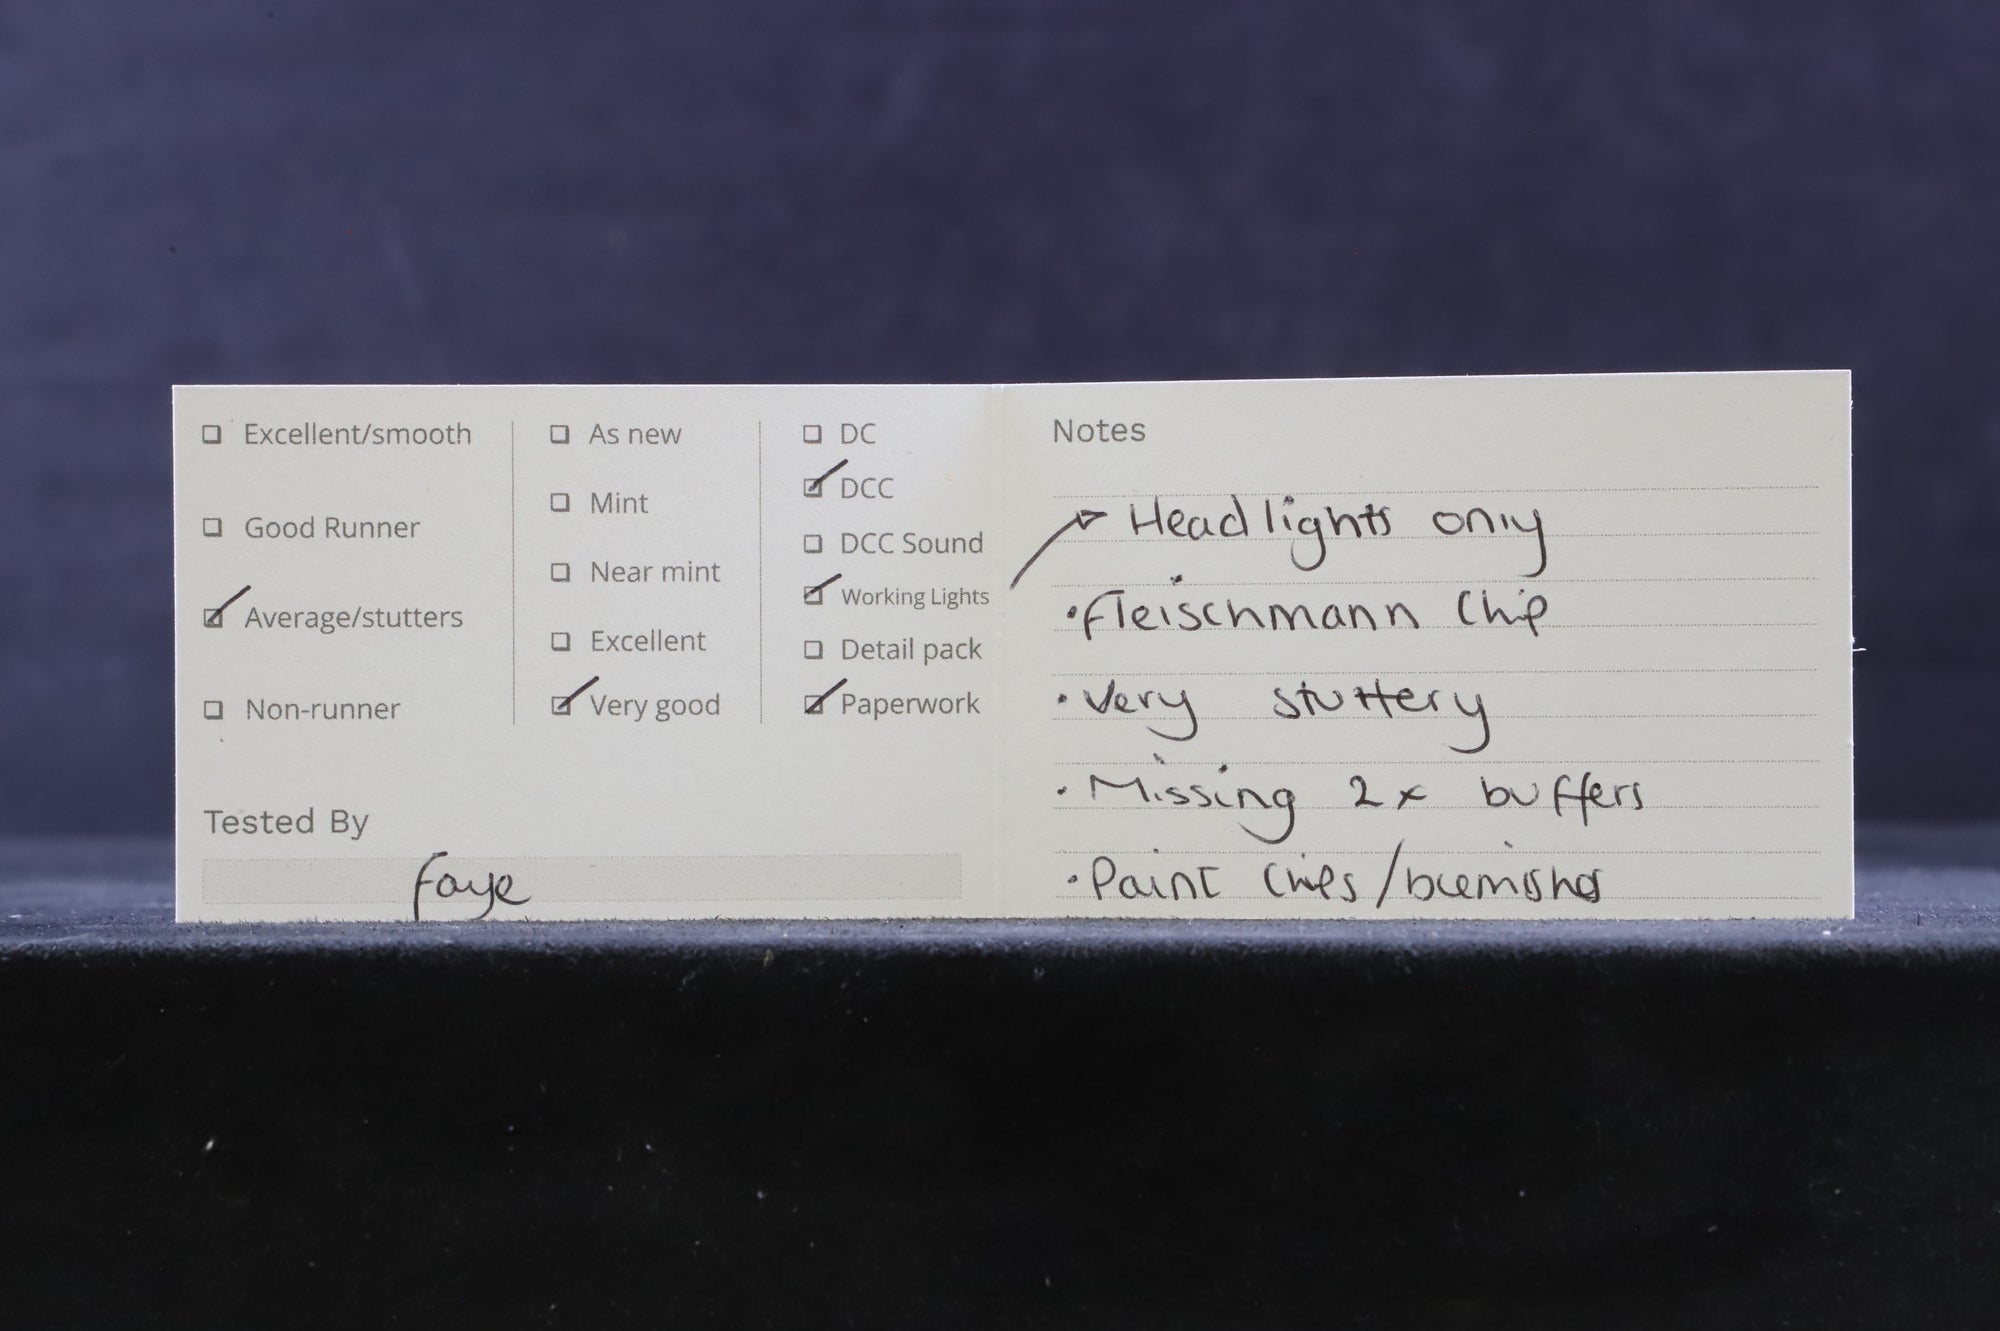 ☐ Excellent/smooth
☐ Good Runner
☑ Average/stutters
☐ Non-runner
☐ As new
☐ Mint
☐ Near mint
☐ Excellent
☑ Very good
☐ DC
☑ DCC
☐ DCC Sound
☑ Working Lights
☐ Detail pack
☑ Paperwork
Tested By
Faye
Notes
→ Headlights only
• Fleischmann Chip
• Very stuttery
• Missing 2x buffers
• Paint Chips/blemishes